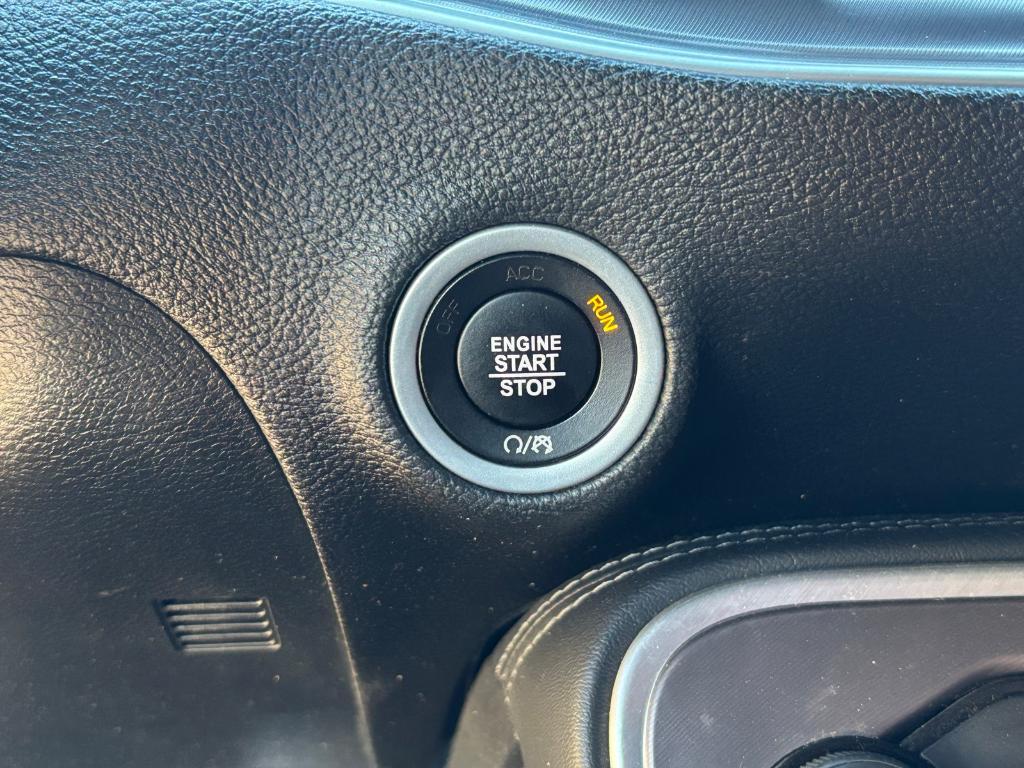 OFF
ACC
RUN
ENGINE
START
STOP